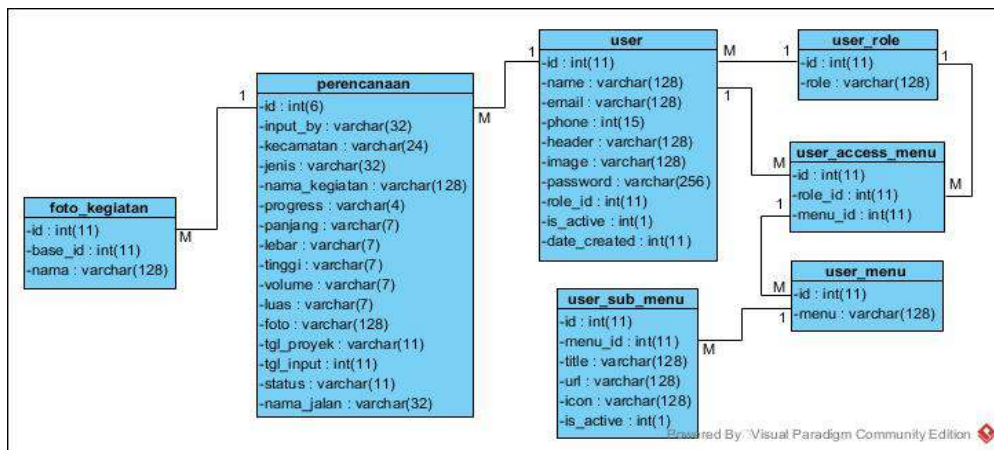 foto_kegiatan
-id : int(11)
-base_id : int(11)
-nama : varchar(128)
M
1
perencanaan
-id : int(6)
-input_by : varchar(32)
-kecamatan : varchar(24)
-jenis : varchar(32)
-nama_kegiatan : varchar(128)
-progress : varchar(4)
-panjang : varchar(7)
-lebar : varchar(7)
-tinggi : varchar(7)
-volume : varchar(7)
-luas : varchar(7)
-foto : varchar(128)
-tgl_proyek : varchar(11)
-tgl_input : int(11)
-status : varchar(11)
-nama_jalan : varchar(32)
M
1
user
-id : int(11)
-name : varchar(128)
-email : varchar(128)
-phone : int(15)
-header : varchar(128)
-image : varchar(128)
-password : varchar(256)
-role_id : int(11)
-is_active : int(1)
-date_created : int(11)
M
1
1
user_role
-id : int(11)
-role : varchar(128)
1
M
user_access_menu
-id : int(11)
-role_id : int(11)
-menu_id : int(11)
M
1
M
user_menu
-id : int(11)
-menu : varchar(128)
1
M
user_sub_menu
-id : int(11)
-menu_id : int(11)
-title : varchar(128)
-url : varchar(128)
-icon : varchar(128)
-is_active : int(1)
Powered By Visual Paradigm Community Edition